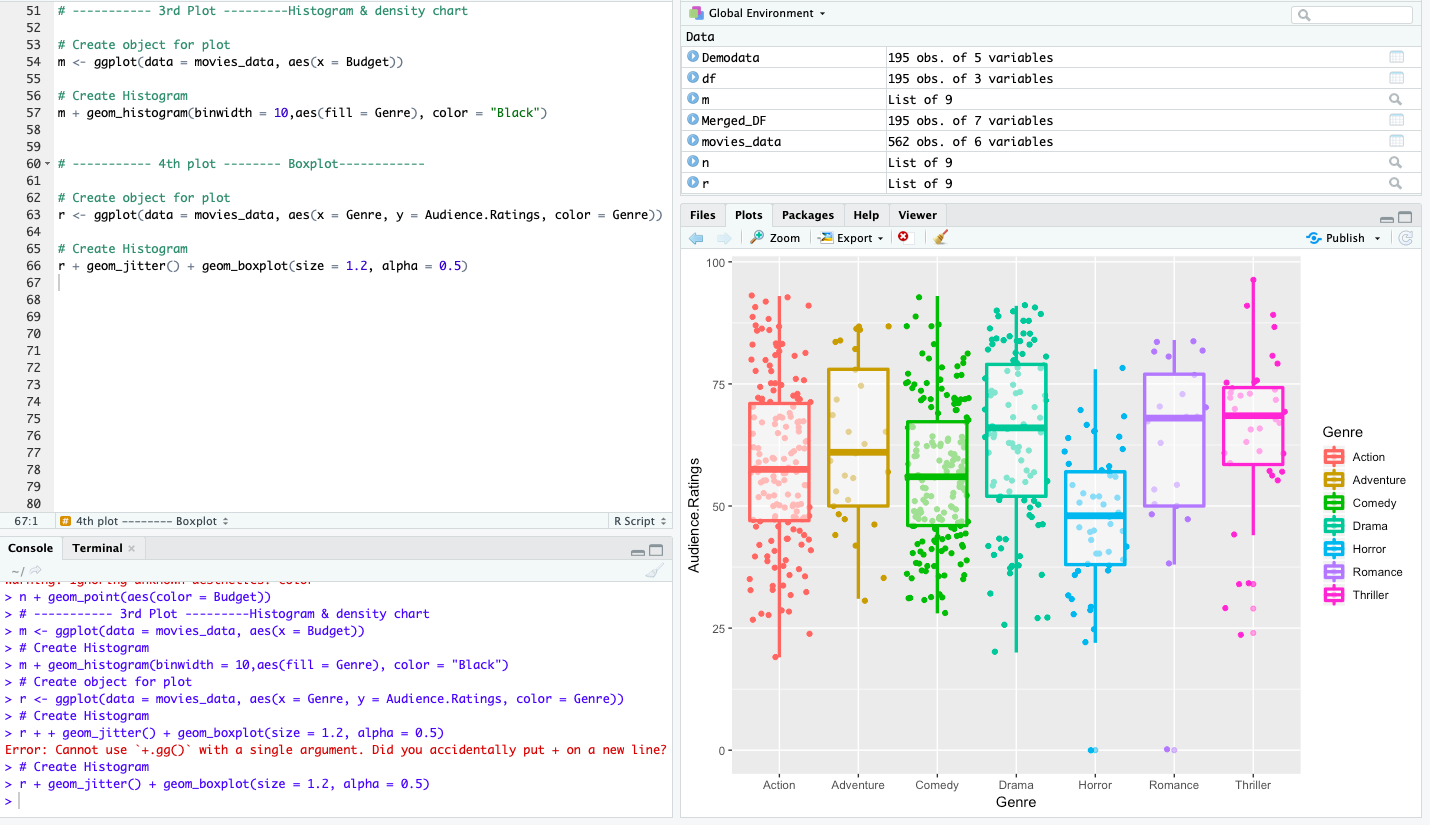 51 # ----------- 3rd Plot ---------Histogram & density chart
52
53 # Create object for plot
54 m <- ggplot(data = movies_data, aes(x = Budget))
55
56 # Create Histogram
57 m + geom_histogram(binwidth = 10,aes(fill = Genre), color = "Black")
58
59
60 # ----------- 4th plot -------- Boxplot------------
61
62 # Create object for plot
63 r <- ggplot(data = movies_data, aes(x = Genre, y = Audience.Ratings, color = Genre))
64
65 # Create Histogram
66 r + geom_jitter() + geom_boxplot(size = 1.2, alpha = 0.5)
67
68
69
70
71
72
73
74
75
76
77
78
79
80
67:1 # 4th plot -------- Boxplot R Script
Console Terminal
~/
Warning: Ignoring unknown aesthetics: color
> n + geom_point(aes(color = Budget))
> # ----------- 3rd Plot ---------Histogram & density chart
> m <- ggplot(data = movies_data, aes(x = Budget))
> # Create Histogram
> m + geom_histogram(binwidth = 10,aes(fill = Genre), color = "Black")
> # Create object for plot
> r <- ggplot(data = movies_data, aes(x = Genre, y = Audience.Ratings, color = Genre))
> # Create Histogram
> r + + geom_jitter() + geom_boxplot(size = 1.2, alpha = 0.5)
Error: Cannot use `+.gg()` with a single argument. Did you accidentally put + on a new line?
> # Create Histogram
> r + geom_jitter() + geom_boxplot(size = 1.2, alpha = 0.5)
>
Global Environment
Data
Demodata 195 obs. of 5 variables
df 195 obs. of 3 variables
m List of 9
Merged_DF 195 obs. of 7 variables
movies_data 562 obs. of 6 variables
n List of 9
r List of 9
Files Plots Packages Help Viewer
Zoom Export Publish
100
75
50
25
0
Audience.Ratings
Action Adventure Comedy Drama Horror Romance Thriller
Genre
Genre
Action
Adventure
Comedy
Drama
Horror
Romance
Thriller